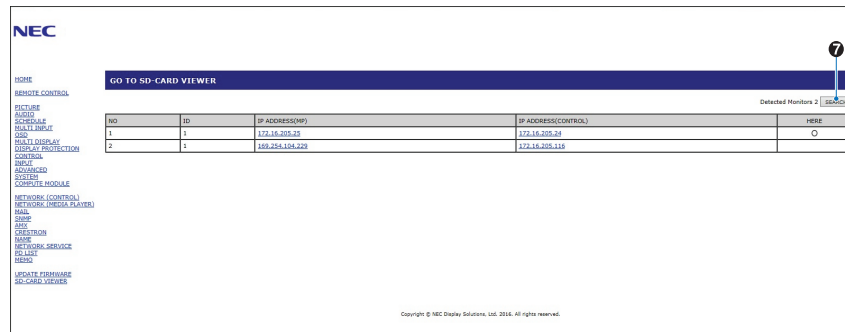 NEC
7
HOME
REMOTE CONTROL
PICTURE
AUDIO
SCHEDULE
MULTI INPUT
OSD
MULTI DISPLAY
DISPLAY PROTECTION
CONTROL
INPUT
ADVANCED
SYSTEM
COMPUTE MODULE
NETWORK (CONTROL)
NETWORK (MEDIA PLAYER)
MAIL
SNMP
AMX
CRESTRON
NAME
NETWORK SERVICE
PD LIST
MEMO
UPDATE FIRMWARE
SD-CARD VIEWER
GO TO SD-CARD VIEWER
Detected Monitors 2 SEARCH
NO ID IP ADDRESS(MP) IP ADDRESS(CONTROL) HERE
1 1 172.16.205.25 172.16.205.24 O
2 1 169.254.104.229 172.16.205.116
Copyright © NEC Display Solutions, Ltd. 2016. All rights reserved.